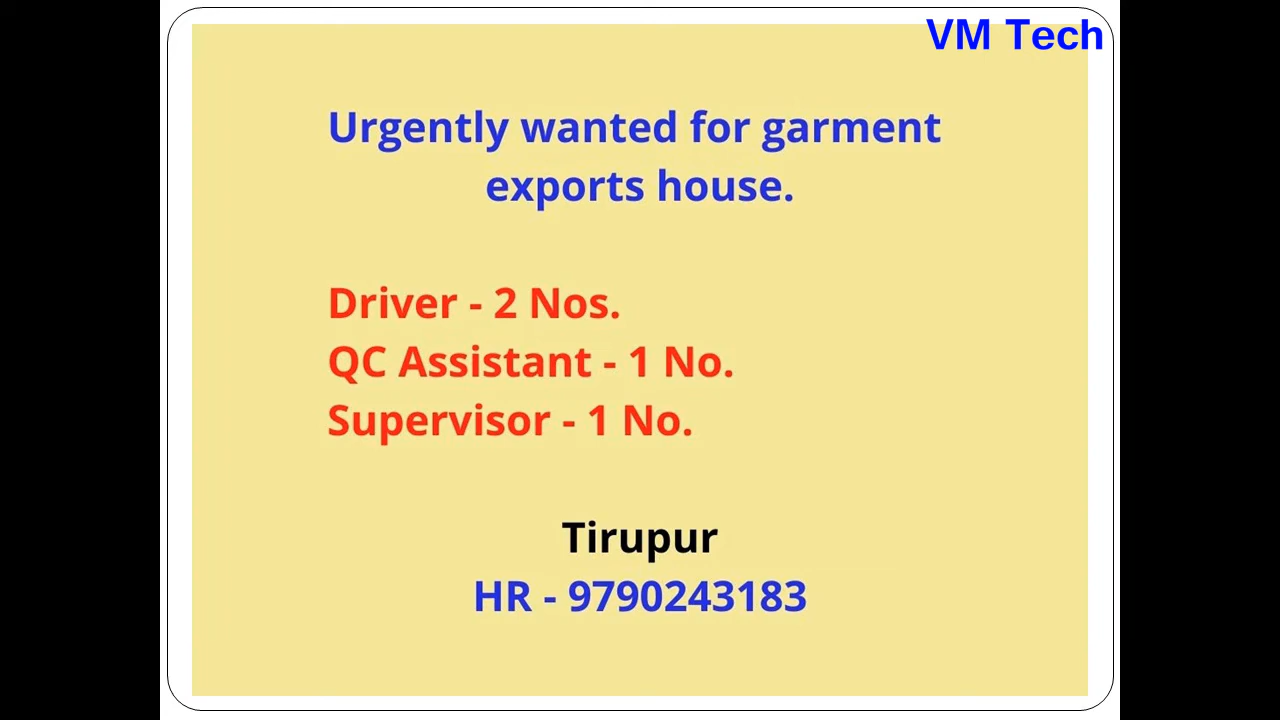 VM Tech
Urgently wanted for garment
exports house.
Driver - 2 Nos.
QC Assistant - 1 No.
Supervisor - 1 No.
Tirupur
HR - 9790243183